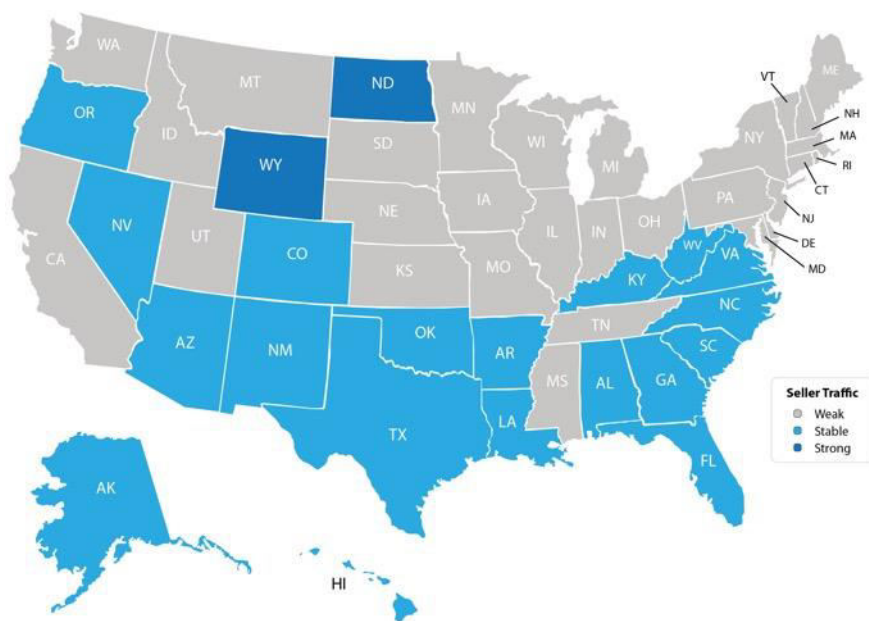 WA
MT
ND
MN
VT
ME
OR
ID
SD
WI
MI
NY
NH
MA
RI
CT
WY
NE
IA
PA
NJ
NV
UT
CO
IL
IN
OH
DE
MD
CA
KS
MO
WV
VA
KY
NC
AZ
NM
OK
AR
TN
SC
MS
AL
GA
TX
LA
FL
AK
HI
Seller Traffic
Weak
Stable
Strong